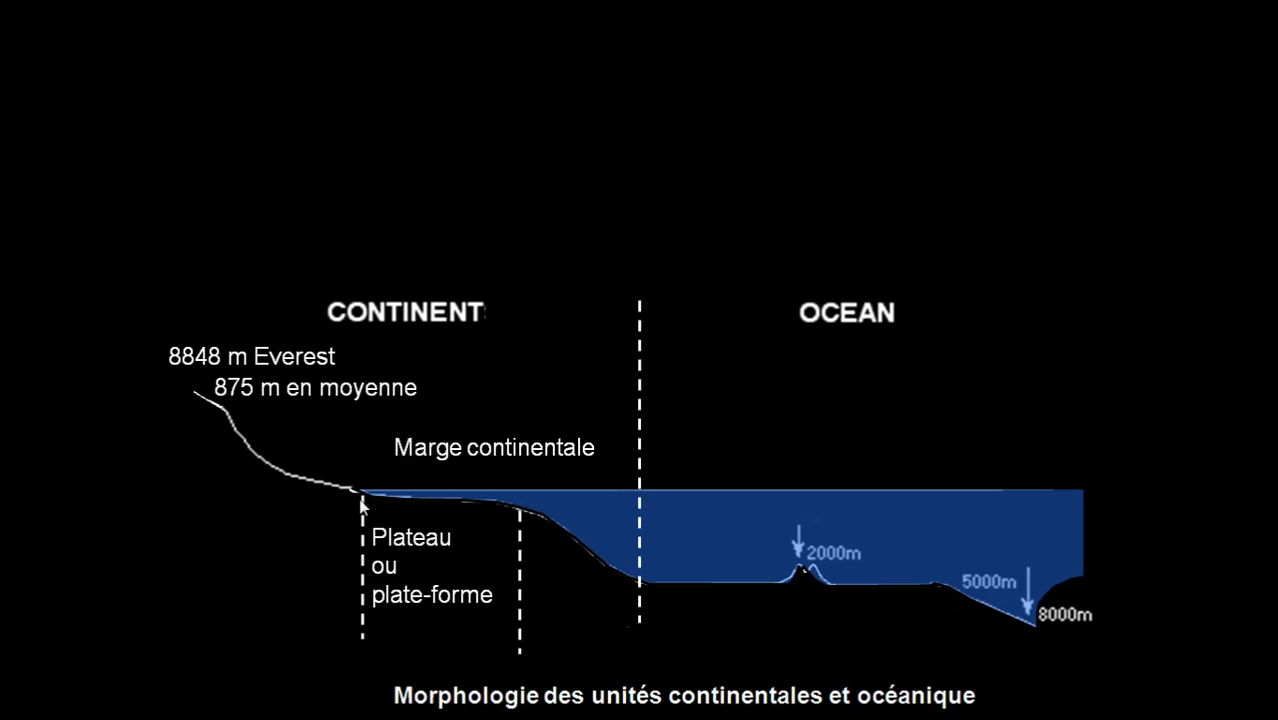 CONTINENT
OCEAN
8848 m Everest
875 m en moyenne
Marge continentale
Plateau
ou
plate-forme
2000m
5000m
8000m
Morphologie des unités continentales et océanique